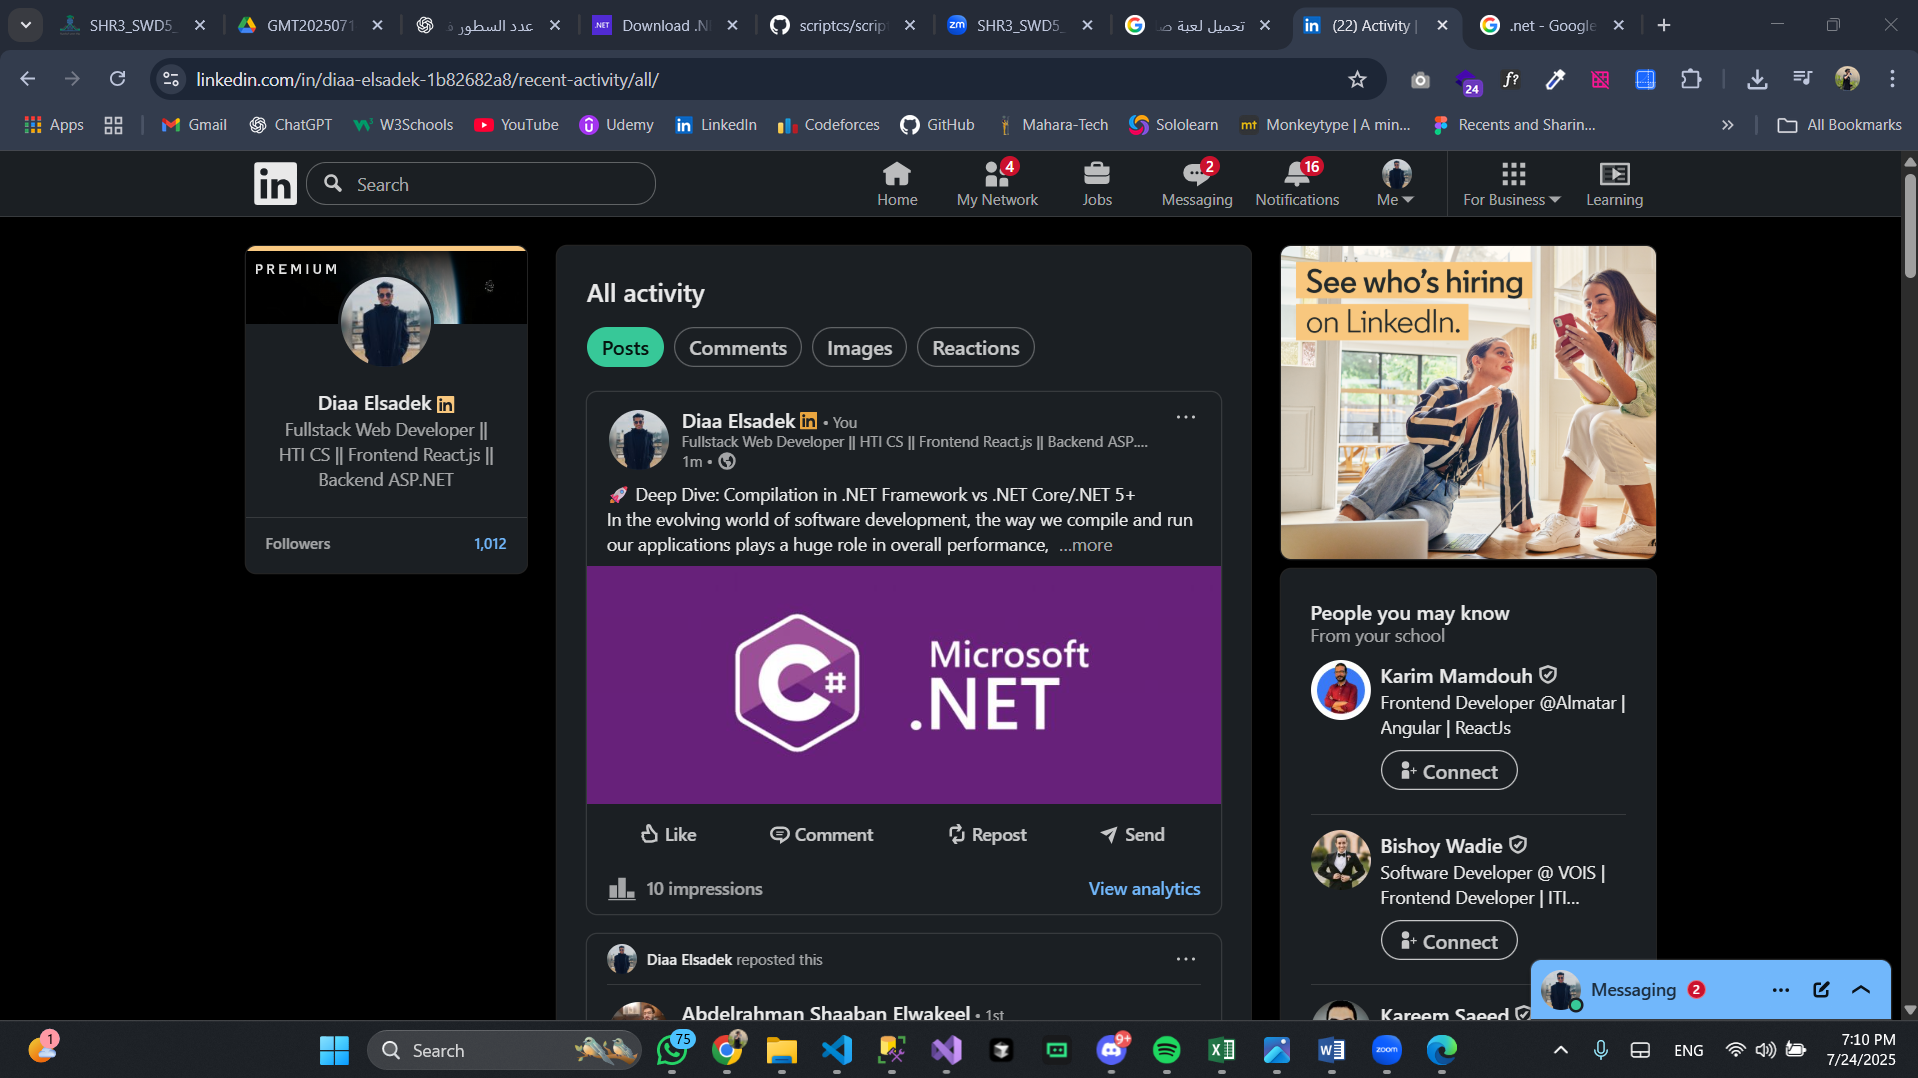 SHR3_SWD5_
GMT2025071
عدد السطور ف
Download .N
scriptcs/script
SHR3_SWD5_
تحميل لعبة صا
(22) Activity |
.net - Google
linkedin.com/in/diaa-elsadek-1b82682a8/recent-activity/all/
24
f?
Apps
Gmail
ChatGPT
W3Schools
YouTube
Udemy
LinkedIn
Codeforces
GitHub
Mahara-Tech
Sololearn
mt Monkeytype | A min...
Recents and Sharin...
All Bookmarks
in
Search
Home
4
My Network
Jobs
2
Messaging
16
Notifications
Me
For Business
Learning
PREMIUM
Diaa Elsadek in
Fullstack Web Developer ||
HTI CS || Frontend React.js ||
Backend ASP.NET
Followers 1,012
All activity
Posts Comments Images Reactions
Diaa Elsadek in • You
Fullstack Web Developer || HTI CS || Frontend React.js || Backend ASP....
1m •
🚀 Deep Dive: Compilation in .NET Framework vs .NET Core/.NET 5+
In the evolving world of software development, the way we compile and run
our applications plays a huge role in overall performance, ...more
C#
Microsoft
.NET
Like Comment Repost Send
10 impressions View analytics
Diaa Elsadek reposted this
Abdelrahman Shaaban Elwakeel • 1st
See who's hiring
on LinkedIn.
People you may know
From your school
Karim Mamdouh
Frontend Developer @Almatar |
Angular | ReactJs
Connect
Bishoy Wadie
Software Developer @ VOIS |
Frontend Developer | ITI...
Connect
Kareem Saeed
Messaging 2
1
Search
75
9+
zoom
ENG
7:10 PM
7/24/2025